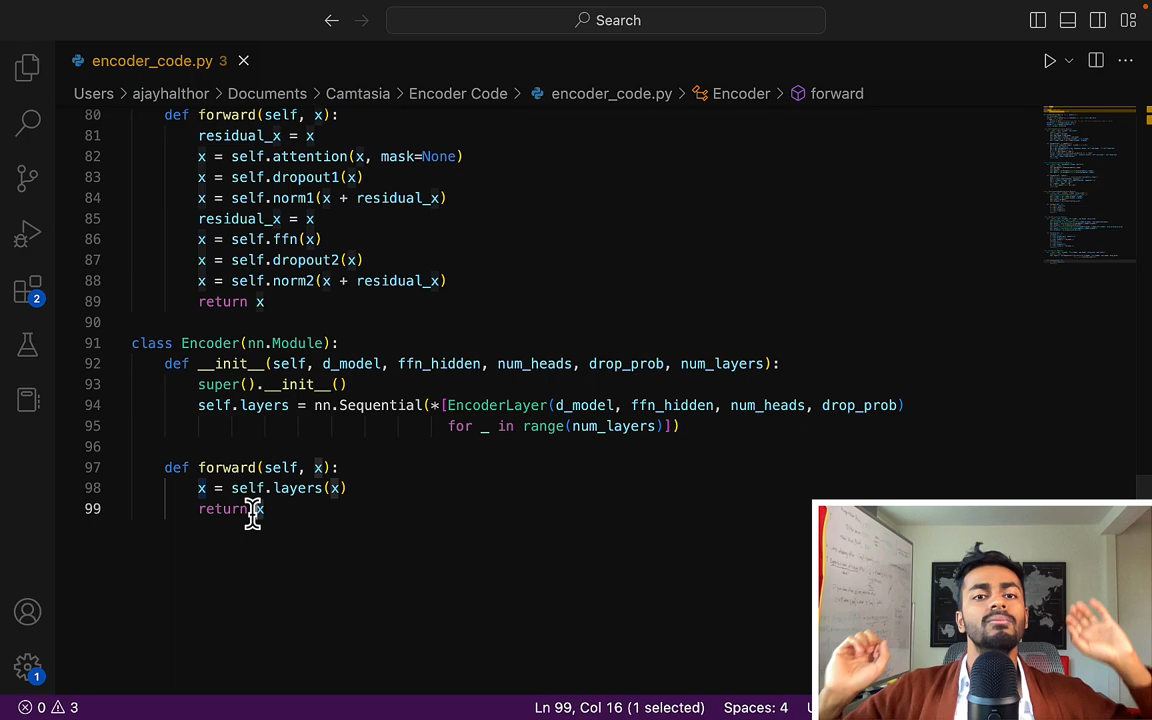 Search
encoder_code.py 3
Users > ajayhalthor > Documents > Camtasia > Encoder Code > encoder_code.py > Encoder > forward
80 def forward(self, x):
81 residual_x = x
82 x = self.attention(x, mask=None)
83 x = self.dropout1(x)
84 x = self.norm1(x + residual_x)
85 residual_x = x
86 x = self.ffn(x)
87 x = self.dropout2(x)
88 x = self.norm2(x + residual_x)
89 return x
90
91 class Encoder(nn.Module):
92 def __init__(self, d_model, ffn_hidden, num_heads, drop_prob, num_layers):
93 super().__init__()
94 self.layers = nn.Sequential(*[EncoderLayer(d_model, ffn_hidden, num_heads, drop_prob)
95 for _ in range(num_layers)])
96
97 def forward(self, x):
98 x = self.layers(x)
99 return x
2
1
0 3 Ln 99, Col 16 (1 selected) Spaces: 4